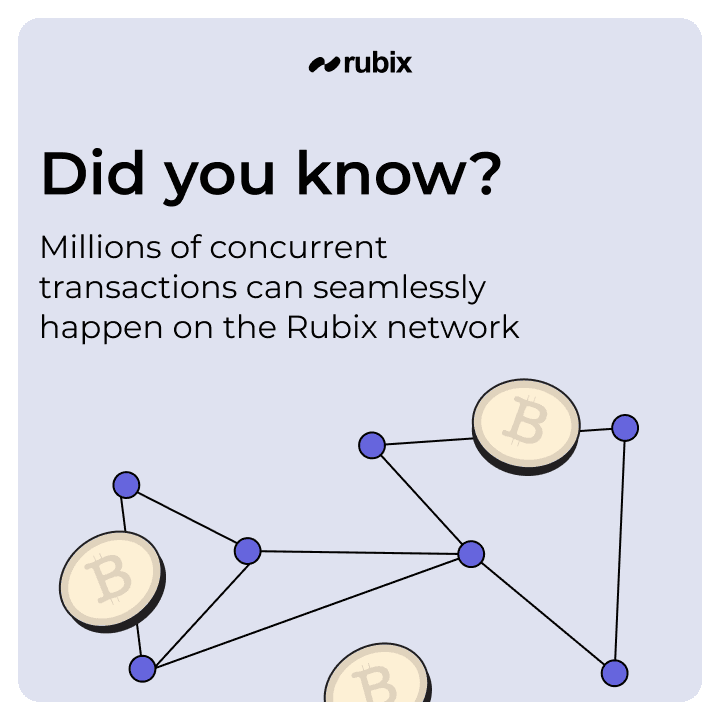 rubix
Did you know?
Millions of concurrent
transactions can seamlessly
happen on the Rubix network